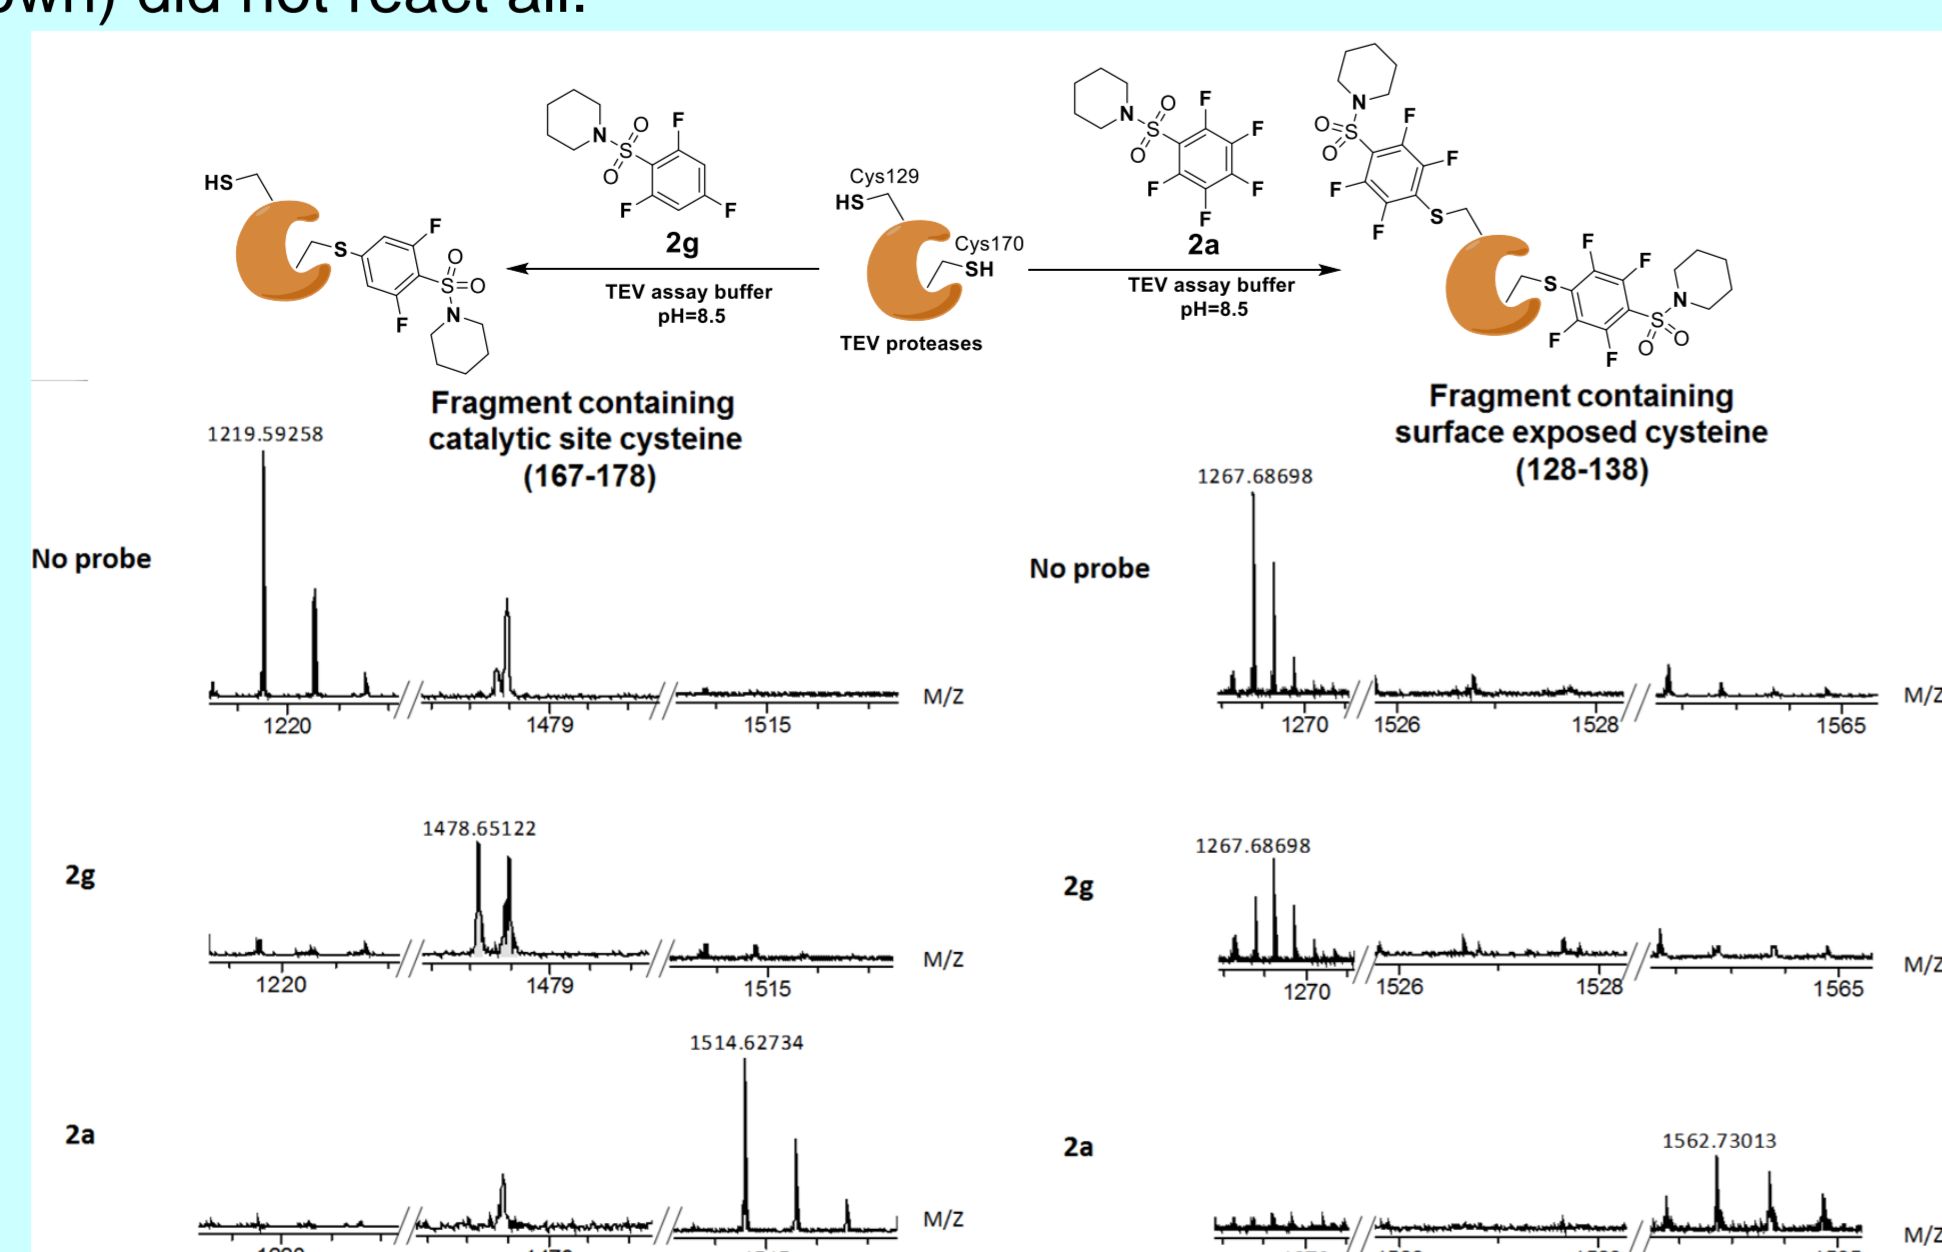 own) did not react all.
HS
S
F
F
S
O
O
N
N
S
O
O
F
F
F
2g
TEV assay buffer
pH=8.5
Cys129
HS
Cys170
SH
TEV proteases
N
S
O
O
F
F
F
F
F
2a
TEV assay buffer
pH=8.5
N
O
S
O
F
F
F
F
S
S
F
F
F
F
N
S
O
O
Fragment containing
catalytic site cysteine
(167-178)
Fragment containing
surface exposed cysteine
(128-138)
No probe
1219.59258
1220
1479
1515
M/Z
No probe
1267.68698
1270
1526
1528
1565
M/Z
2g
1478.65122
1220
1479
1515
M/Z
2g
1267.68698
1270
1526
1528
1565
M/Z
2a
1514.62734
M/Z
2a
1562.73013
M/Z